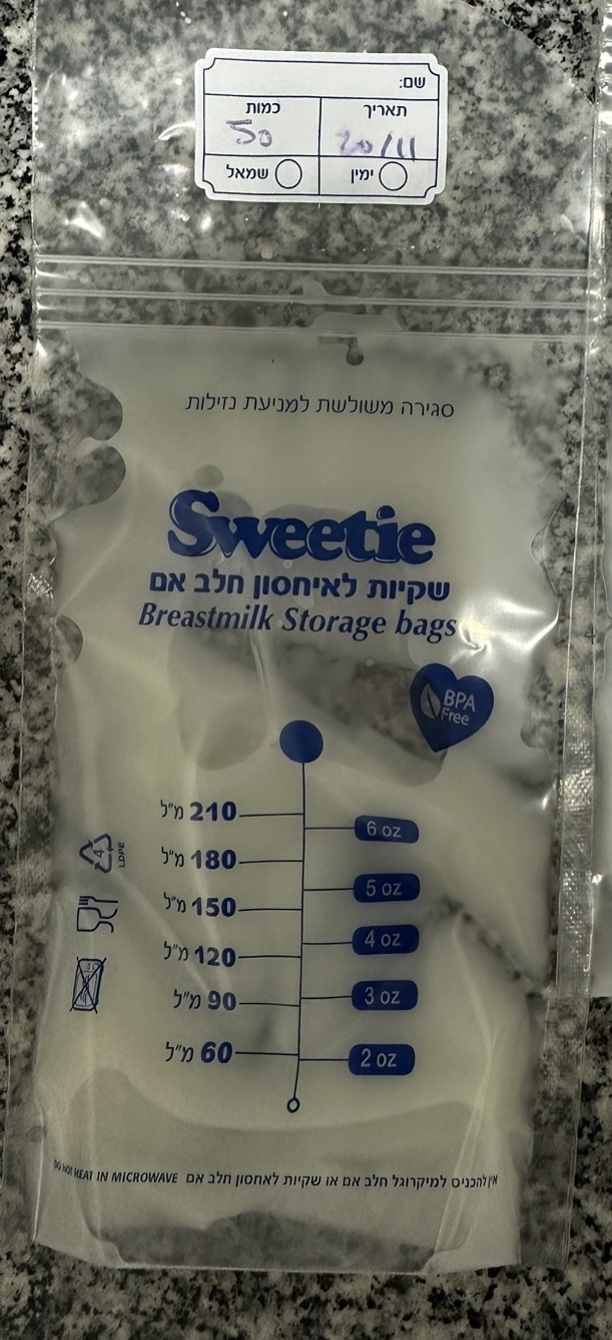 שם:
תאריך כמות
20/11 50
ימין שמאל
סגירה משולשת למניעת נזילות
Sweetie
שקיות לאיחסון חלב אם
Breastmilk Storage bags
BPA
Free
210 מ"ל
6 oz
180 מ"ל
5 oz
150 מ"ל
4 oz
120 מ"ל
3 oz
90 מ"ל
2 oz
60 מ"ל
4
LDPE
אין להכניס למיקרוגל חלב אם או שקיות לאחסון חלב אם DO NOT HEAT IN MICROWAVE